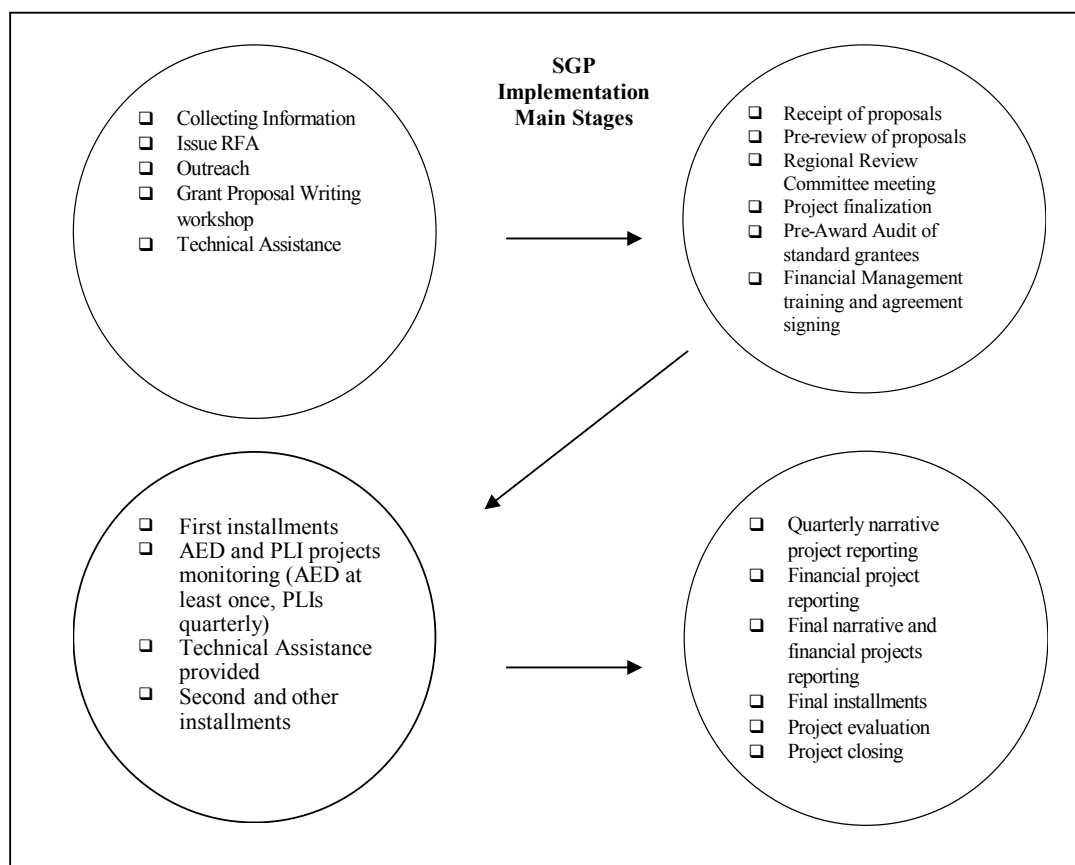 SGP
Implementation
Main Stages
❑ Collecting Information
❑ Issue RFA
❑ Outreach
❑ Grant Proposal Writing
workshop
❑ Technical Assistance
❑ Receipt of proposals
❑ Pre-review of proposals
❑ Regional Review
Committee meeting
❑ Project finalization
❑ Pre-Award Audit of
standard grantees
❑ Financial Management
training and agreement
signing
❑ First installments
❑ AED and PLI projects
monitoring (AED at
least once, PLIs
quarterly)
❑ Technical Assistance
provided
❑ Second and other
installments
❑ Quarterly narrative
project reporting
❑ Financial project
reporting
❑ Final narrative and
financial projects
reporting
❑ Final installments
❑ Project evaluation
❑ Project closing